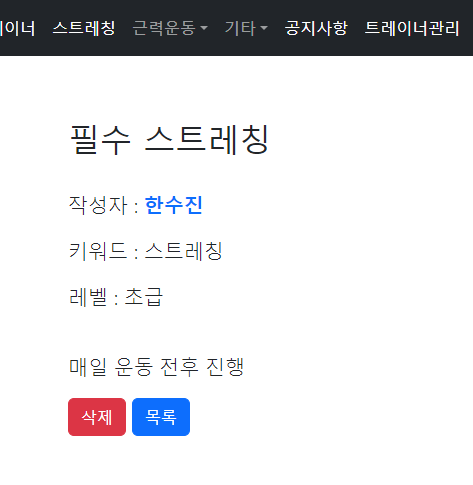 이너 스트레칭 근력운동 기타 공지사항 트레이너관리
필수 스트레칭
작성자 : 한수진
키워드 : 스트레칭
레벨 : 초급
매일 운동 전후 진행
삭제 목록